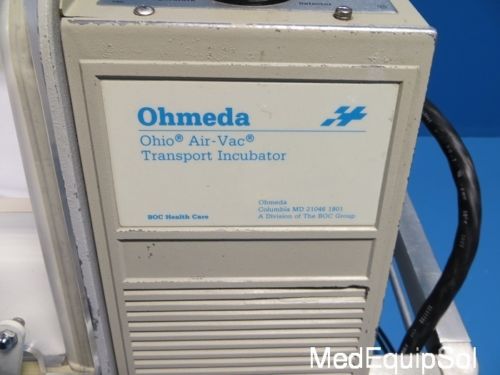 Detector
Ohmeda
Ohio® Air-Vac®
Transport Incubator
BOC Health Care
Ohmeda
Columbia MD 21046 1801
A Division of The BOC Group
MedEquipSol